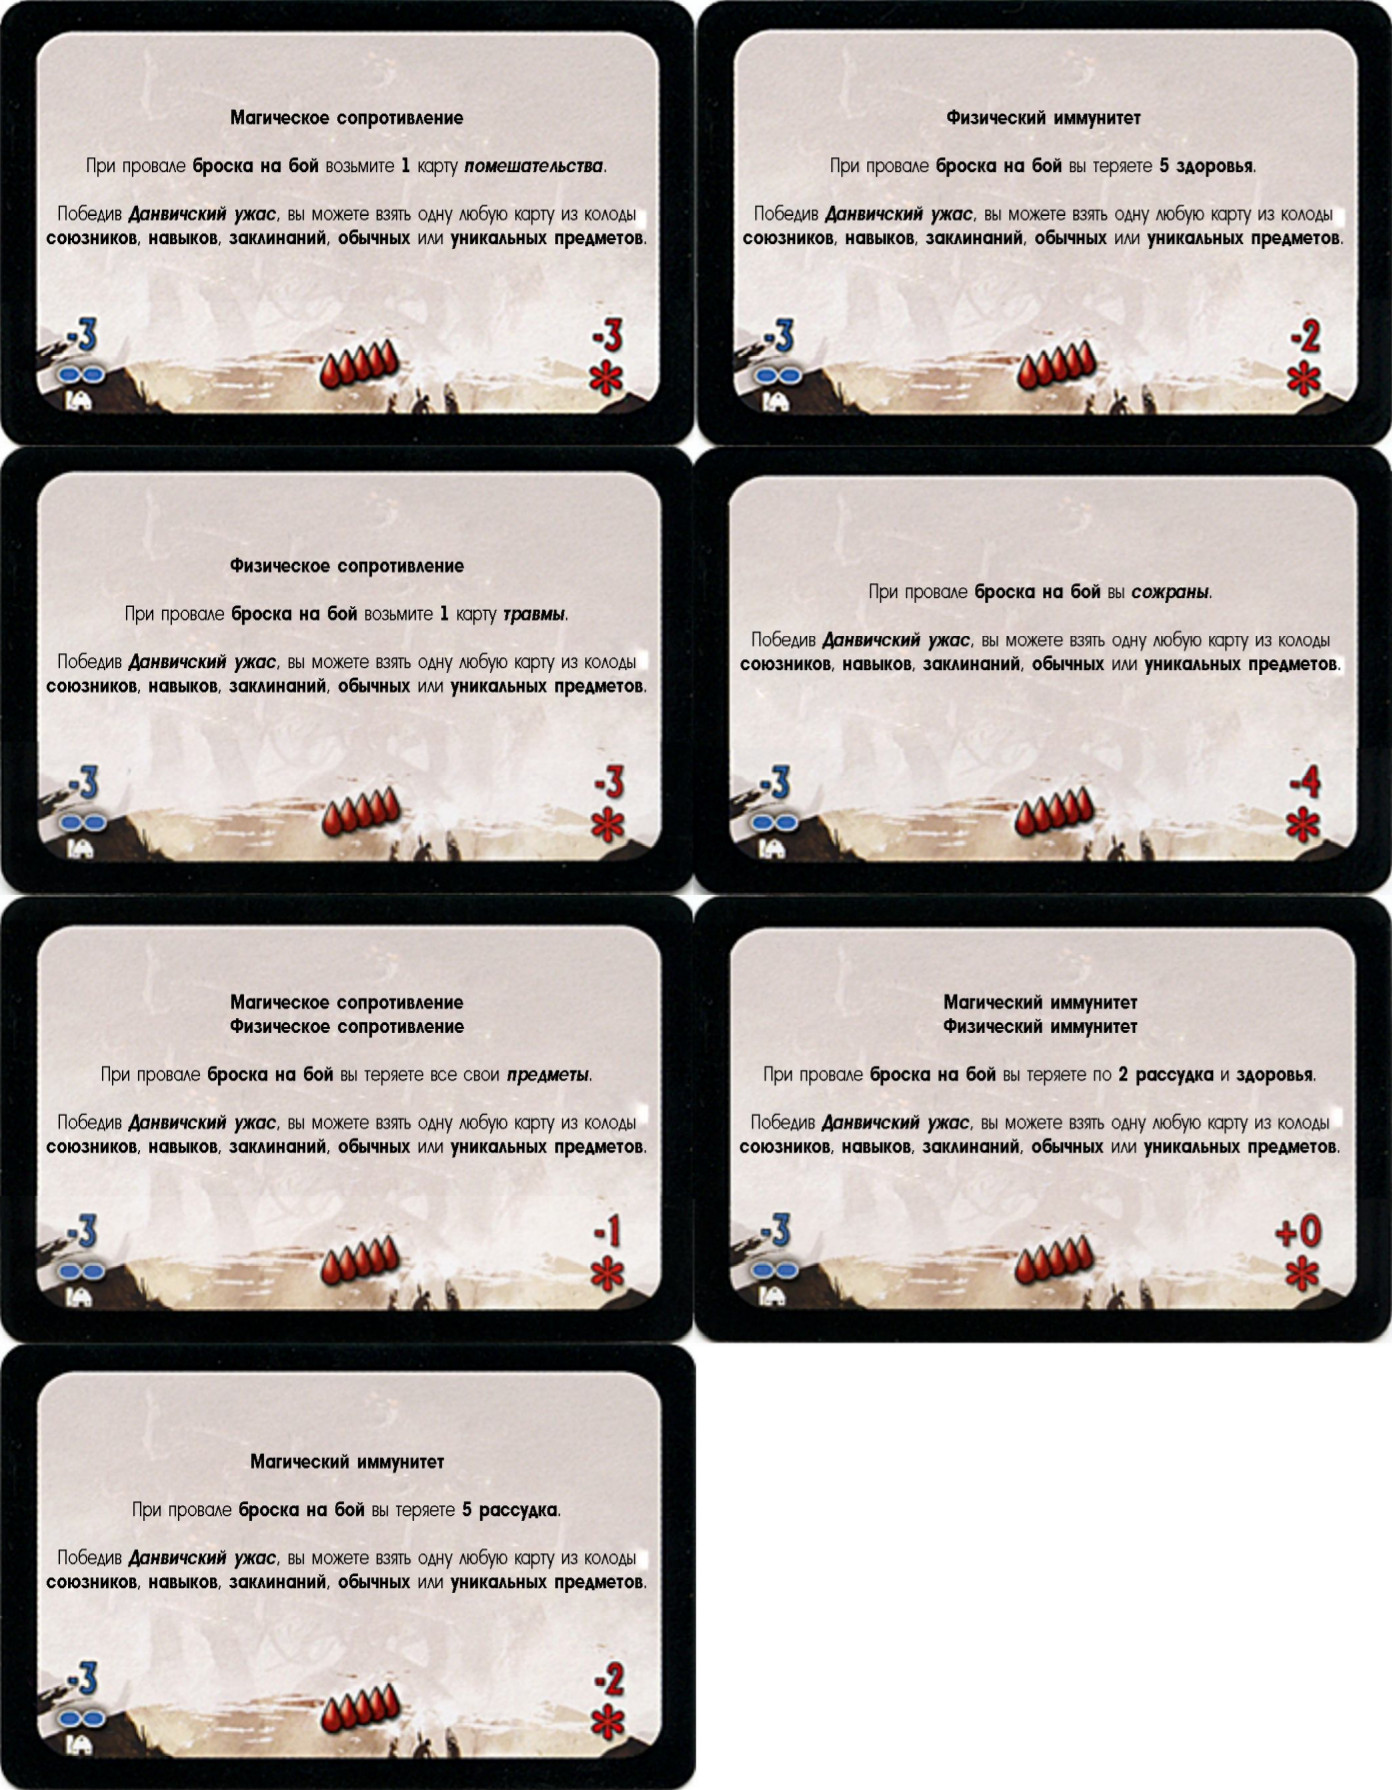 Магическое сопротивление
При провале броска на бой возьмите 1 карту помешательства.
Победив Данвичский ужас, вы можете взять одну любую карту из колоды
союзников, навыков, заклинаний, обычных или уникальных предметов.
-3
-3
Физический иммунитет
При провале броска на бой вы теряете 5 здоровья.
Победив Данвичский ужас, вы можете взять одну любую карту из колоды
союзников, навыков, заклинаний, обычных или уникальных предметов.
-3
-2
Физическое сопротивление
При провале броска на бой возьмите 1 карту травмы.
Победив Данвичский ужас, вы можете взять одну любую карту из колоды
союзников, навыков, заклинаний, обычных или уникальных предметов.
-3
-3
При провале броска на бой вы сожраны.
Победив Данвичский ужас, вы можете взять одну любую карту из колоды
союзников, навыков, заклинаний, обычных или уникальных предметов.
-3
-4
Магическое сопротивление
Физическое сопротивление
При провале броска на бой вы теряете все свои предметы.
Победив Данвичский ужас, вы можете взять одну любую карту из колоды
союзников, навыков, заклинаний, обычных или уникальных предметов.
-3
-1
Магический иммунитет
Физический иммунитет
При провале броска на бой вы теряете по 2 рассудка и здоровья.
Победив Данвичский ужас, вы можете взять одну любую карту из колоды
союзников, навыков, заклинаний, обычных или уникальных предметов.
-3
+0
Магический иммунитет
При провале броска на бой вы теряете 5 рассудка.
Победив Данвичский ужас, вы можете взять одну любую карту из колоды
союзников, навыков, заклинаний, обычных или уникальных предметов.
-3
-2